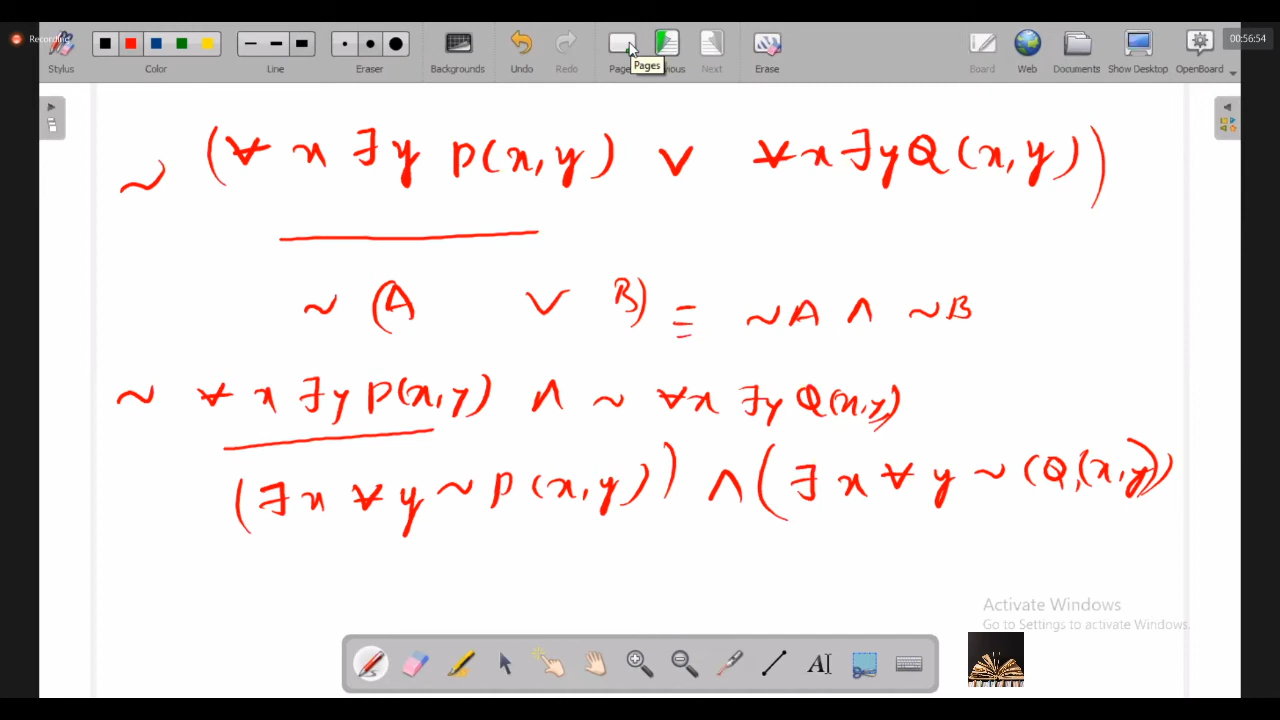 Recording
00:56:54
Stylus Color Line Eraser Backgrounds Undo Redo Erase Next Board Web Documents Show Desktop OpenBoard
Pages
~ (∀ x ∃ y P(x,y) ∨ ∀x ∃y Q(x,y))
~ (A ∨ B) ≡ ~A ∧ ~B
~ ∀ x ∃y P(x,y) ∧ ~ ∀x ∃y Q(x,y)
(∃x ∀ y ~ P(x,y)) ∧ (∃ x ∀ y ~ (Q(x,y))
Activate Windows
Go to Settings to activate Windows.
AI